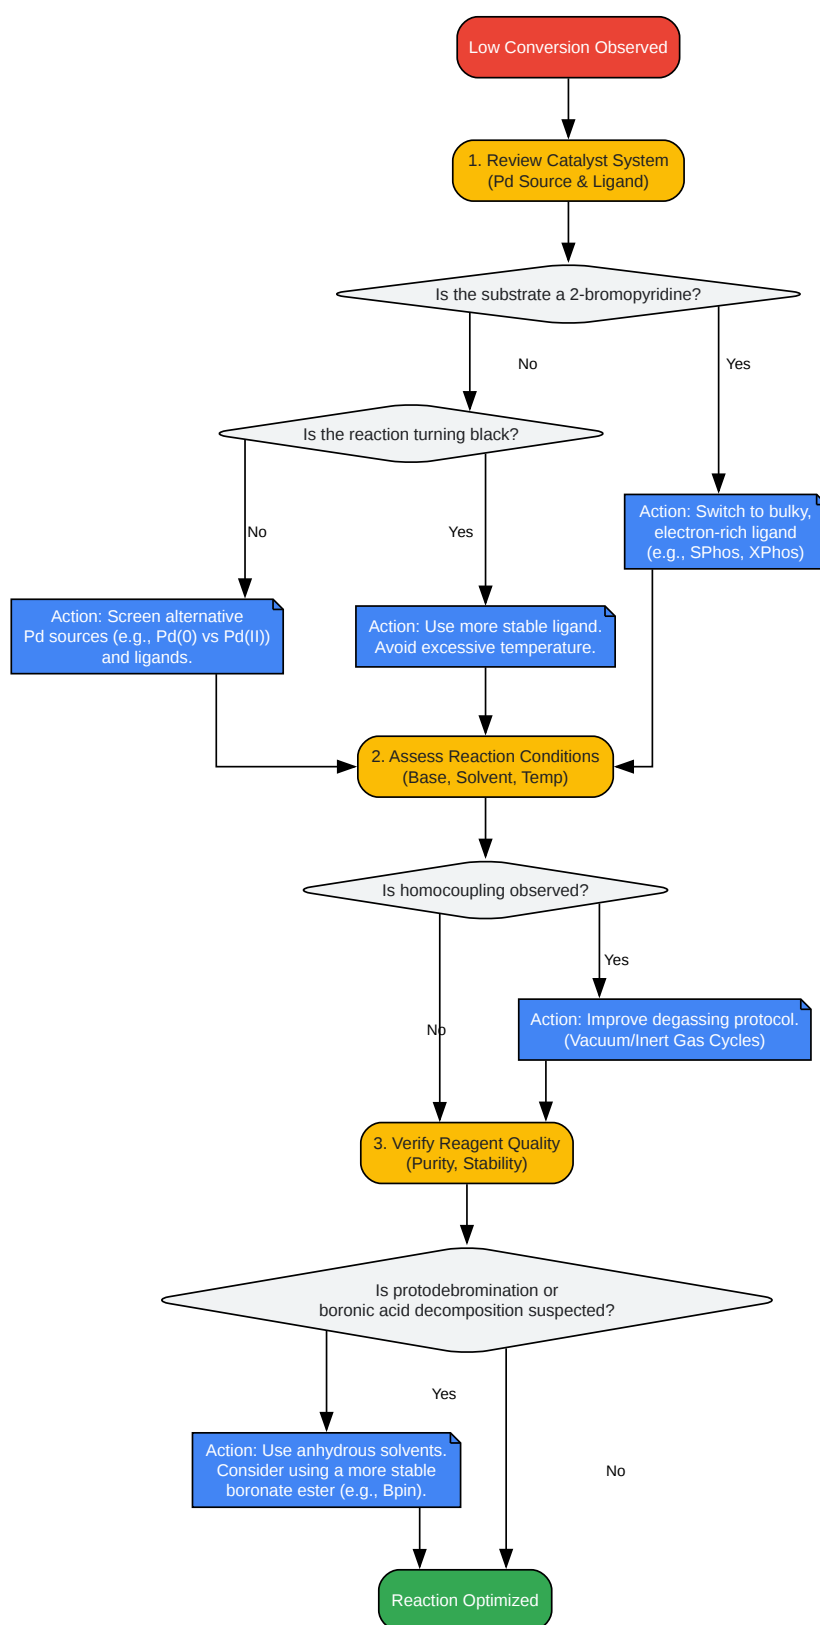 Low Conversion Observed
1. Review Catalyst System
(Pd Source & Ligand)
Is the substrate a 2-bromopyridine?
No
Yes
Is the reaction turning black?
No
Yes
Action: Switch to bulky,
electron-rich ligand
(e.g., SPhos, XPhos)
Action: Screen alternative
Pd sources (e.g., Pd(0) vs Pd(II))
and ligands.
Action: Use more stable ligand.
Avoid excessive temperature.
2. Assess Reaction Conditions
(Base, Solvent, Temp)
Is homocoupling observed?
Yes
No
Action: Improve degassing protocol.
(Vacuum/Inert Gas Cycles)
3. Verify Reagent Quality
(Purity, Stability)
Is protodebromination or
boronic acid decomposition suspected?
Yes
No
Action: Use anhydrous solvents.
Consider using a more stable
boronate ester (e.g., Bpin).
Reaction Optimized